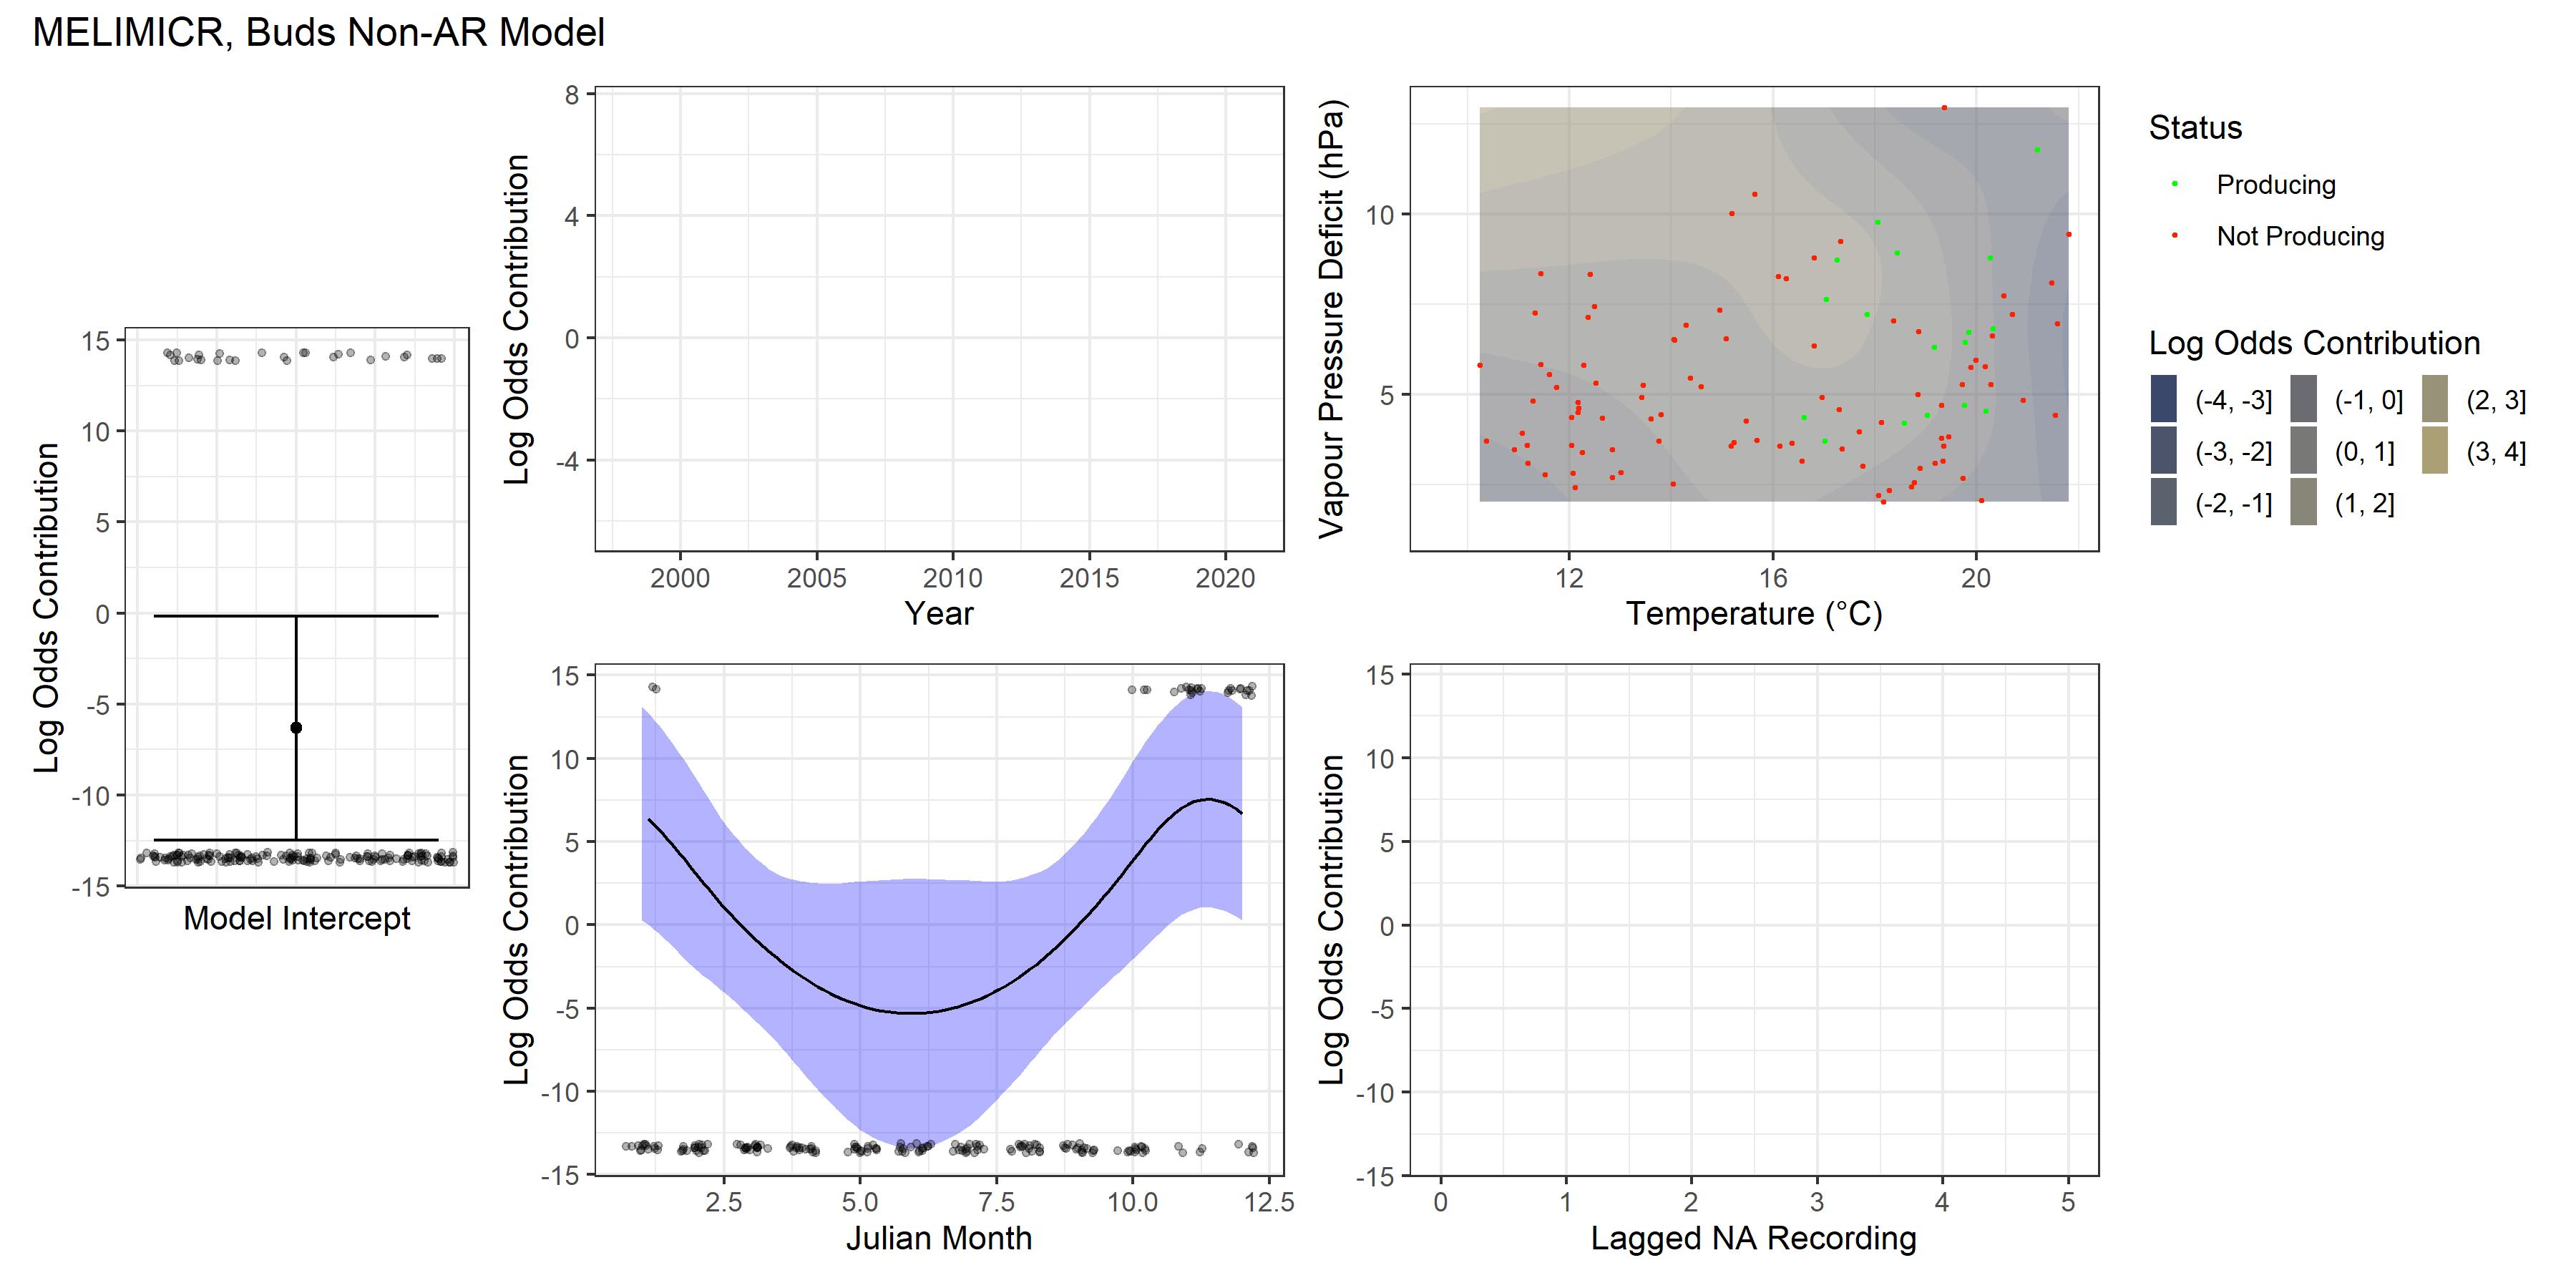 MELIMICR, Buds Non-AR Model
Log Odds Contribution
15
10
5
0
-5
-10
-15
Model Intercept
Log Odds Contribution
8
4
0
-4
2000 2005 2010 2015 2020
Year
Vapour Pressure Deficit (hPa)
10
5
12 16 20
Temperature (°C)
Status
Producing
Not Producing
Log Odds Contribution
(-4, -3] (-1, 0] (2, 3]
(-3, -2] (0, 1] (3, 4]
(-2, -1] (1, 2]
Log Odds Contribution
15
10
5
0
-5
-10
-15
2.5 5.0 7.5 10.0 12.5
Julian Month
Log Odds Contribution
15
10
5
0
-5
-10
-15
0 1 2 3 4 5
Lagged NA Recording